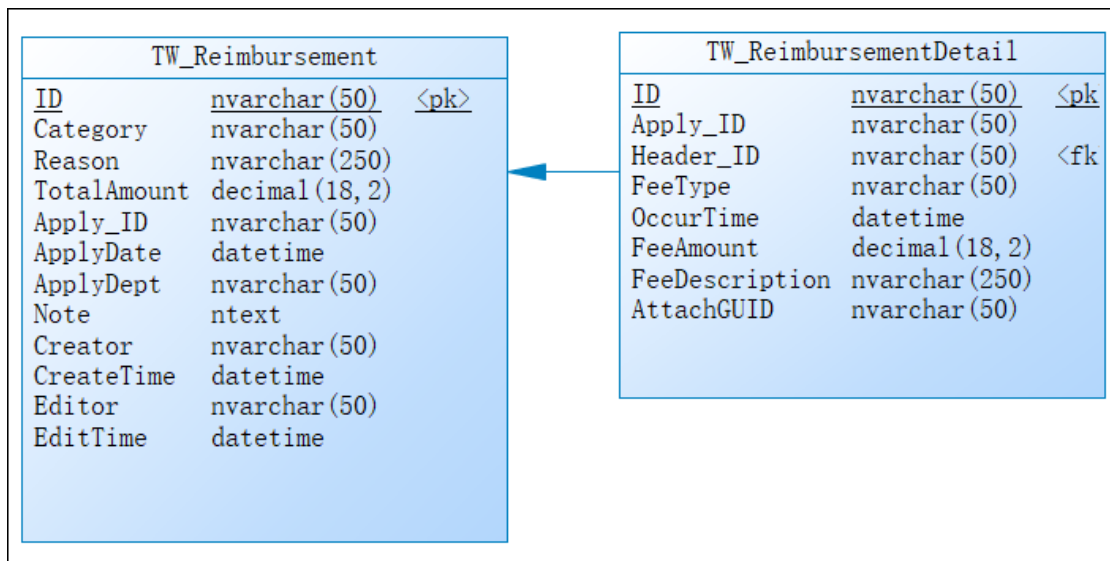 TW_Reimbursement
ID nvarchar(50) <pk>
Category nvarchar(50)
Reason nvarchar(250)
TotalAmount decimal(18,2)
Apply_ID nvarchar(50)
ApplyDate datetime
ApplyDept nvarchar(50)
Note ntext
Creator nvarchar(50)
CreateTime datetime
Editor nvarchar(50)
EditTime datetime
TW_ReimbursementDetail
ID nvarchar(50) <pk
Apply_ID nvarchar(50)
Header_ID nvarchar(50) <fk
FeeType nvarchar(50)
OccurTime datetime
FeeAmount decimal(18,2)
FeeDescription nvarchar(250)
AttachGUID nvarchar(50)